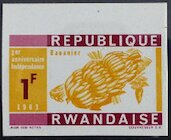 REPUBLIQUE
Bananier
1er anniversaire
Indépendance
1F
1963
RWANDAISE